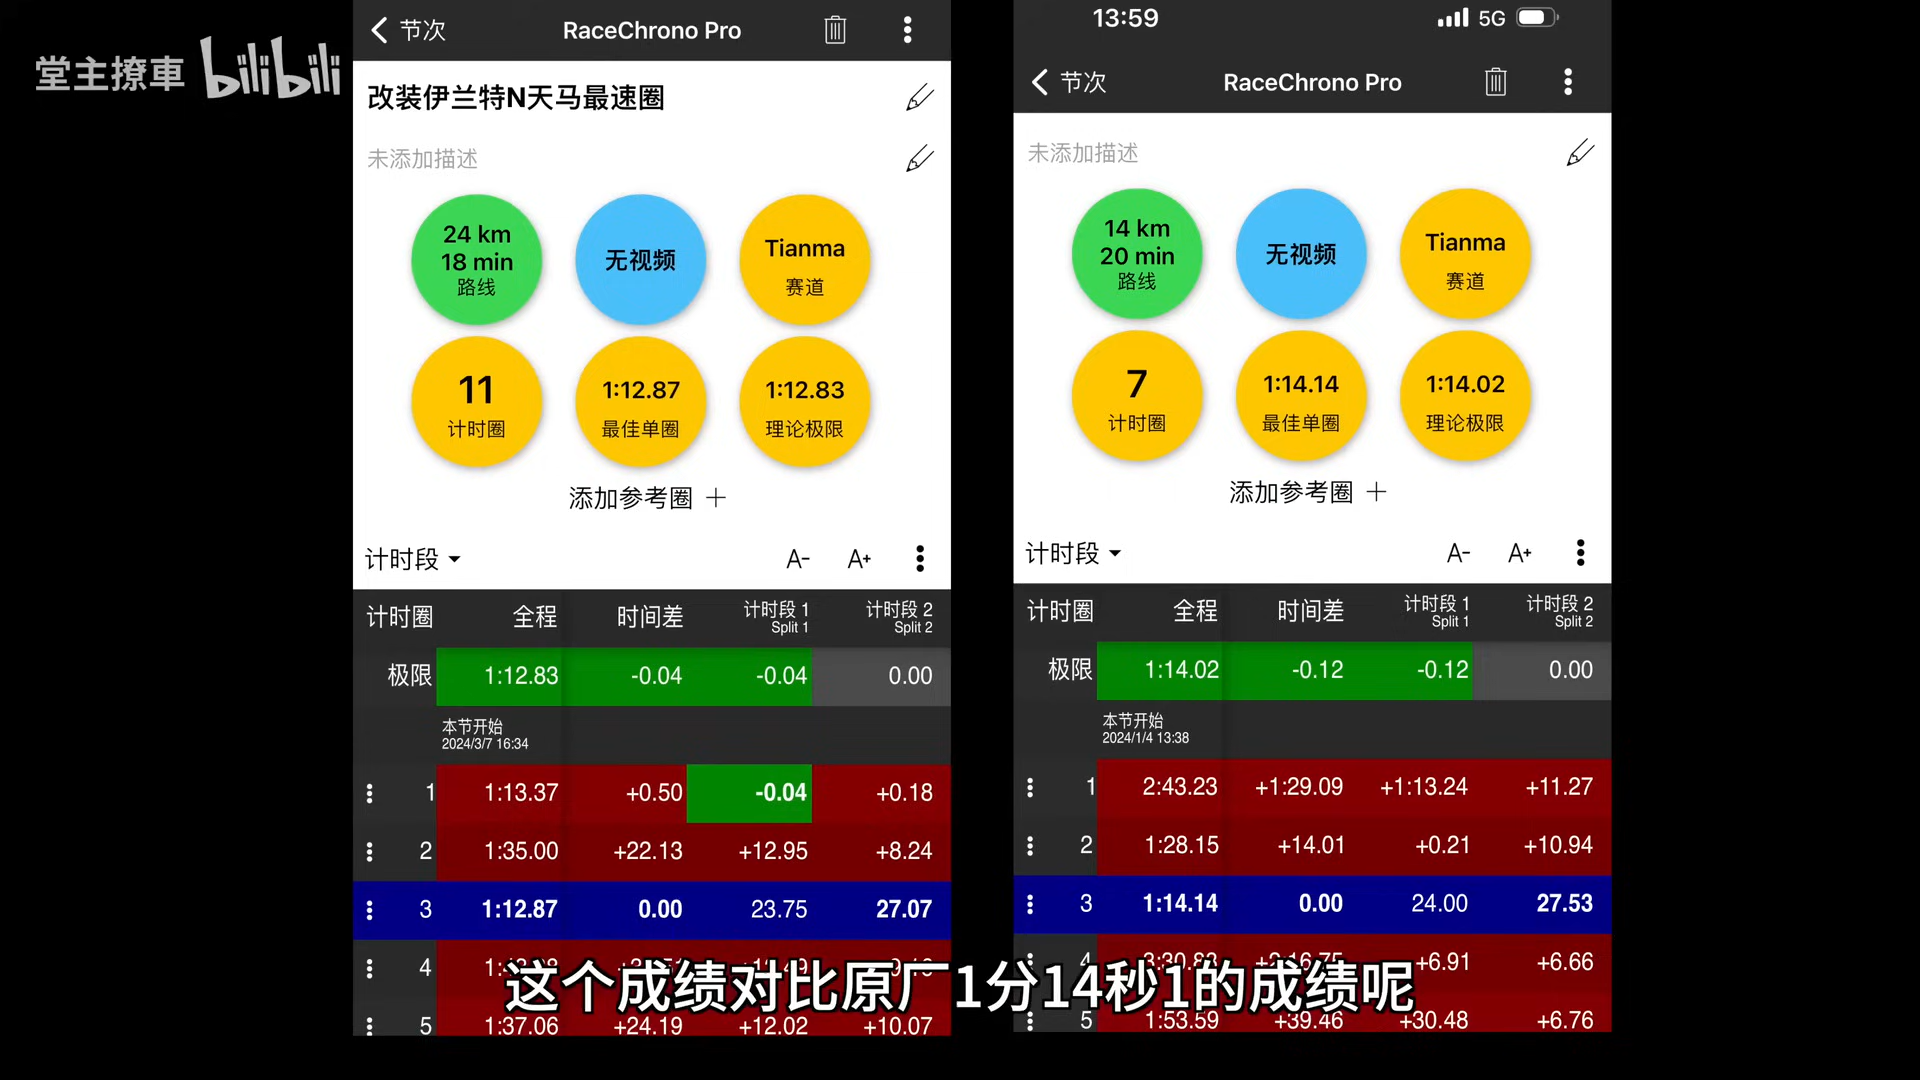 堂主撩車 bilibili
节次 RaceChrono Pro
改装伊兰特N天马最速圈
未添加描述
24 km
18 min
路线
无视频
Tianma
赛道
11
计时圈
1:12.87
最佳单圈
1:12.83
理论极限
添加参考圈 +
计时段 A- A+
计时圈 全程 时间差 计时段 1 Split 1 计时段 2 Split 2
极限 1:12.83 -0.04 -0.04 0.00
本节开始
2024/3/7 16:34
1 1:13.37 +0.50 -0.04 +0.18
2 1:35.00 +22.13 +12.95 +8.24
3 1:12.87 0.00 23.75 27.07
4
5 1:37.06 +24.19 +12.02 +10.07
13:59 5G
节次 RaceChrono Pro
未添加描述
14 km
20 min
路线
无视频
Tianma
赛道
7
计时圈
1:14.14
最佳单圈
1:14.02
理论极限
添加参考圈 +
计时段 A- A+
计时圈 全程 时间差 计时段 1 Split 1 计时段 2 Split 2
极限 1:14.02 -0.12 -0.12 0.00
本节开始
2024/1/4 13:38
1 2:43.23 +1:29.09 +1:13.24 +11.27
2 1:28.15 +14.01 +0.21 +10.94
3 1:14.14 0.00 24.00 27.53
4 +6.91 +6.66
5 1:53.59 +39.46 +30.48 +6.76
这个成绩对比原厂1分14秒1的成绩呢